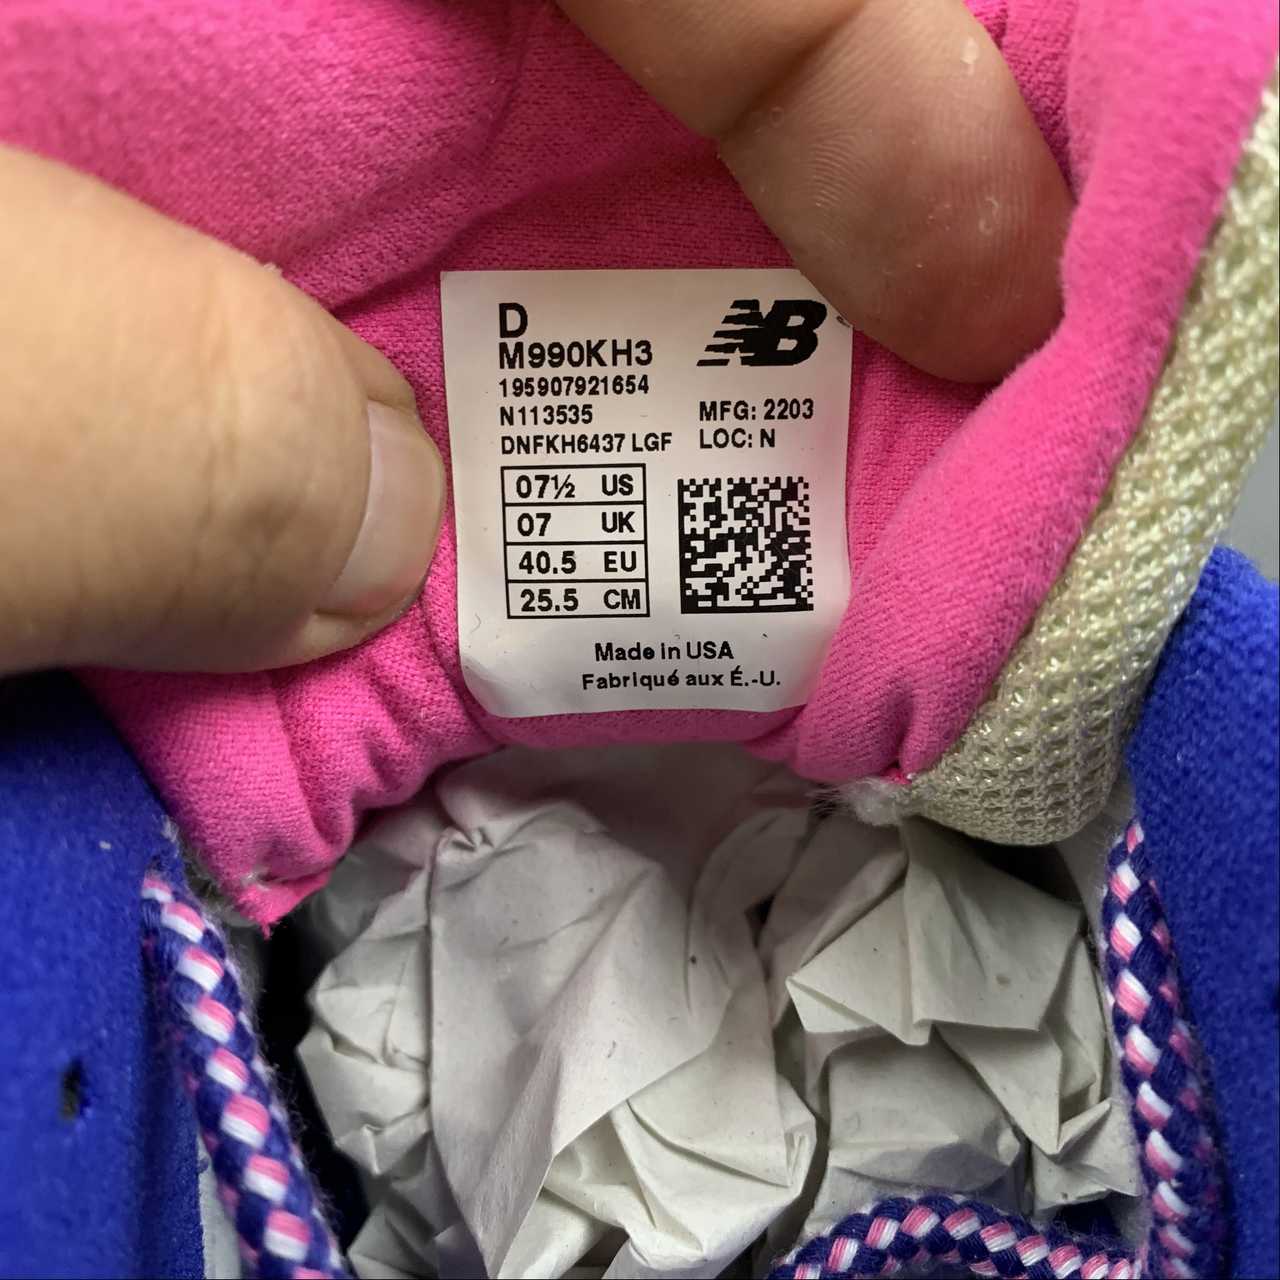 D
M990KH3
NB
195907921654
N113535
MFG: 2203
DNFKH6437 LGF
LOC: N
07½ US
07 UK
40.5 EU
25.5 CM
Made in USA
Fabriqué aux É.-U.